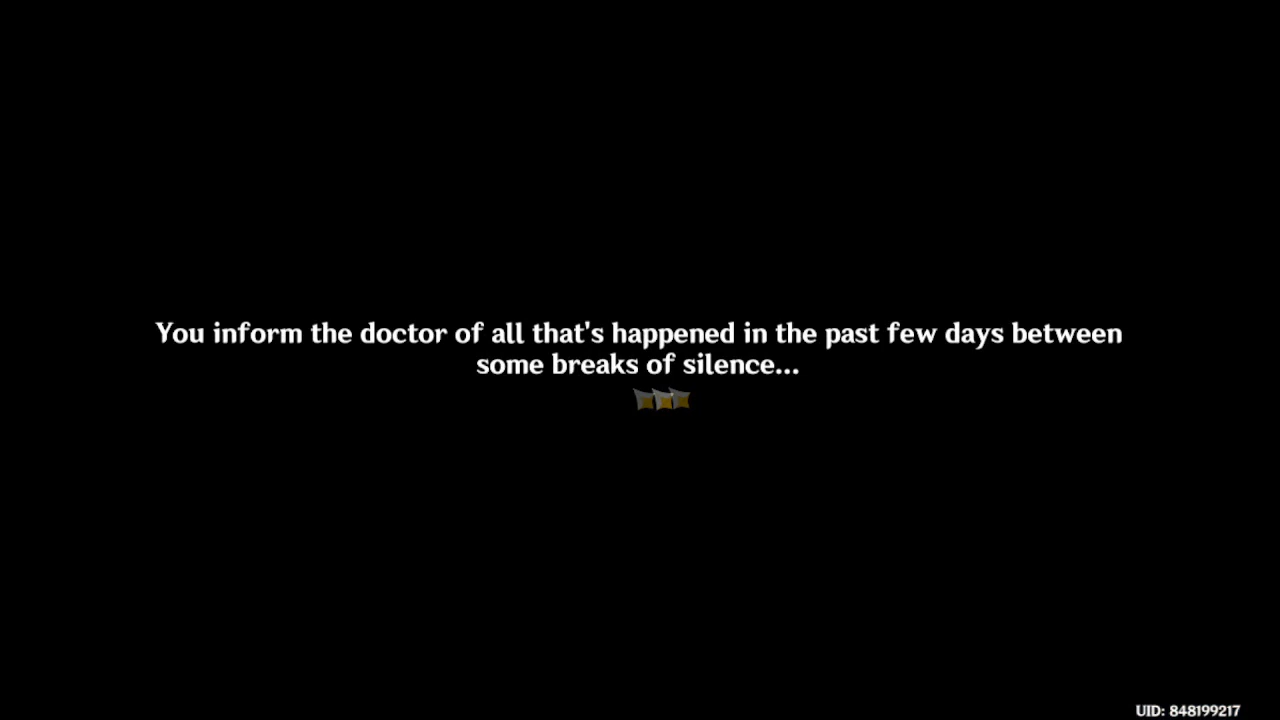 You inform the doctor of all that's happened in the past few days between
some breaks of silence...
UID: 848199217